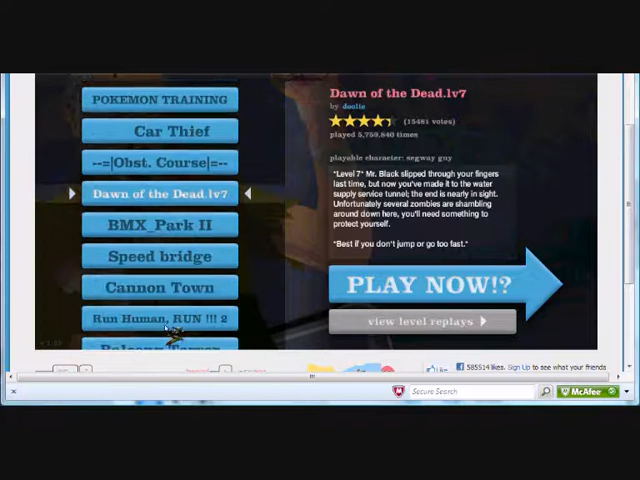 POKEMON TRAINING
Car Thief
--=|Obst. Course|=--
Dawn of the Dead.lv7
BMX_Park II
Speed bridge
Cannon Town
Run Human, RUN !!! 2
Dawn of the Dead.lv7
by doolie
(15481 votes)
played 5,759,840 times
playable character: segway guy
*Level 7* Mr. Black slipped through your fingers
last time, but now you've made it to the water
supply service tunnel; the end is nearly in sight.
Unfortunately several zombies are shambling
around down here, you'll need something to
protect yourself.
*Best if you don't jump or go too fast.*
PLAY NOW!?
view level replays
Like
585514 likes. Sign Up to see what your friends
Secure Search
McAfee